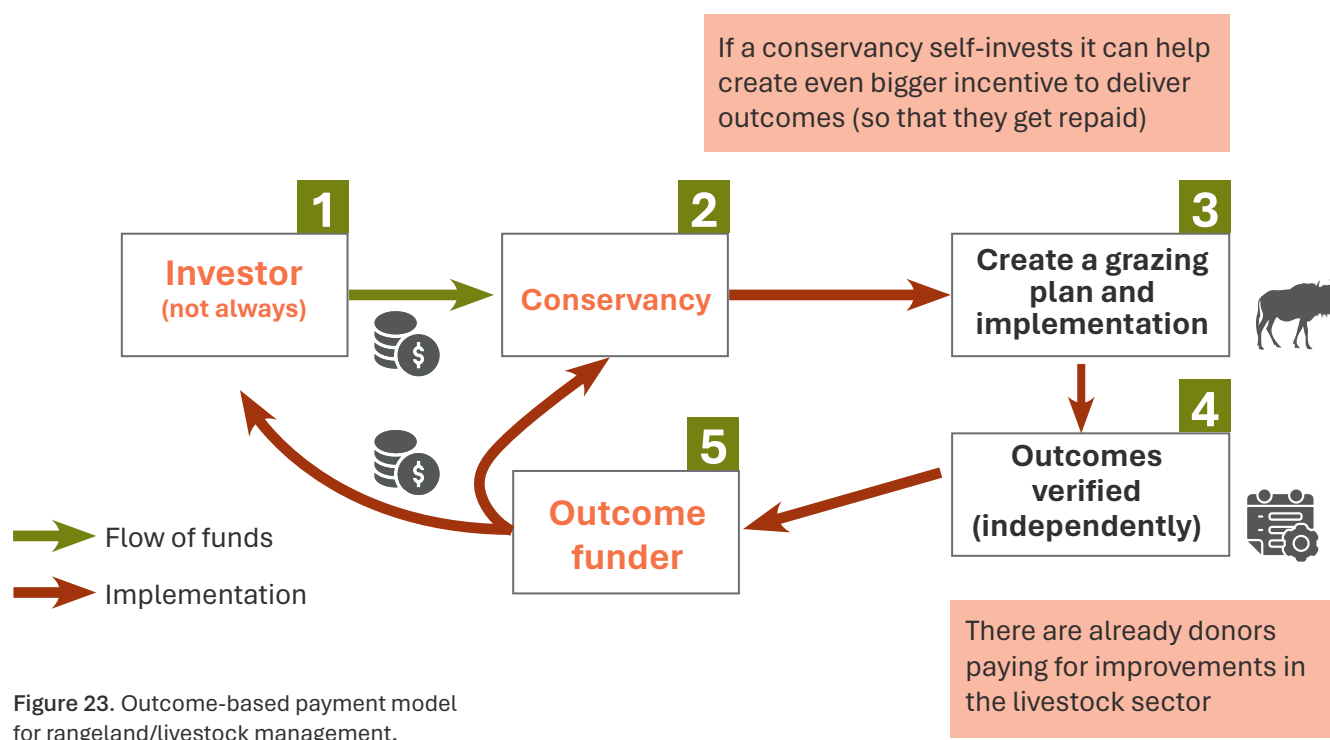 If a conservancy self-invests it can help
create even bigger incentive to deliver
outcomes (so that they get repaid)
1
Investor
(not always)
2
Conservancy
3
Create a grazing
plan and
implementation
$
4
Outcomes
verified
(independently)
5
Outcome
funder
$
Flow of funds
Implementation
There are already donors
paying for improvements in
the livestock sector
Figure 23. Outcome-based payment model
for rangeland/livestock management.